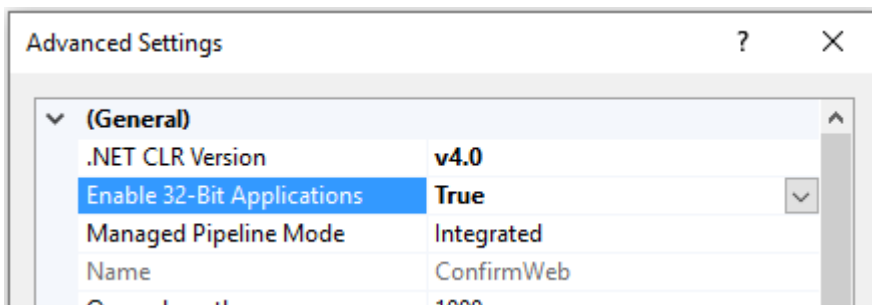 Advanced Settings ? ×
(General)
.NET CLR Version v4.0
Enable 32-Bit Applications True
Managed Pipeline Mode Integrated
Name ConfirmWeb